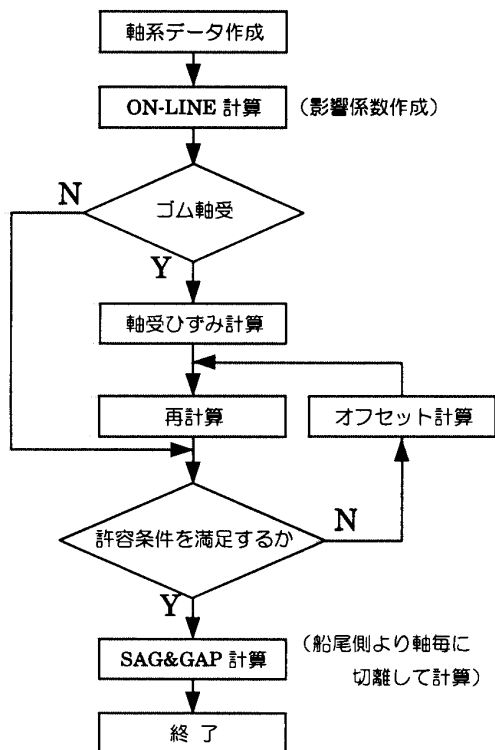 軸系データ作成
ON-LINE 計算 (影響係数作成)
N
ゴム軸受
Y
軸受ひずみ計算
再計算
オフセット計算
許容条件を満足するか
N
Y
SAG&GAP 計算
(船尾側より軸毎に
切離して計算)
終 了